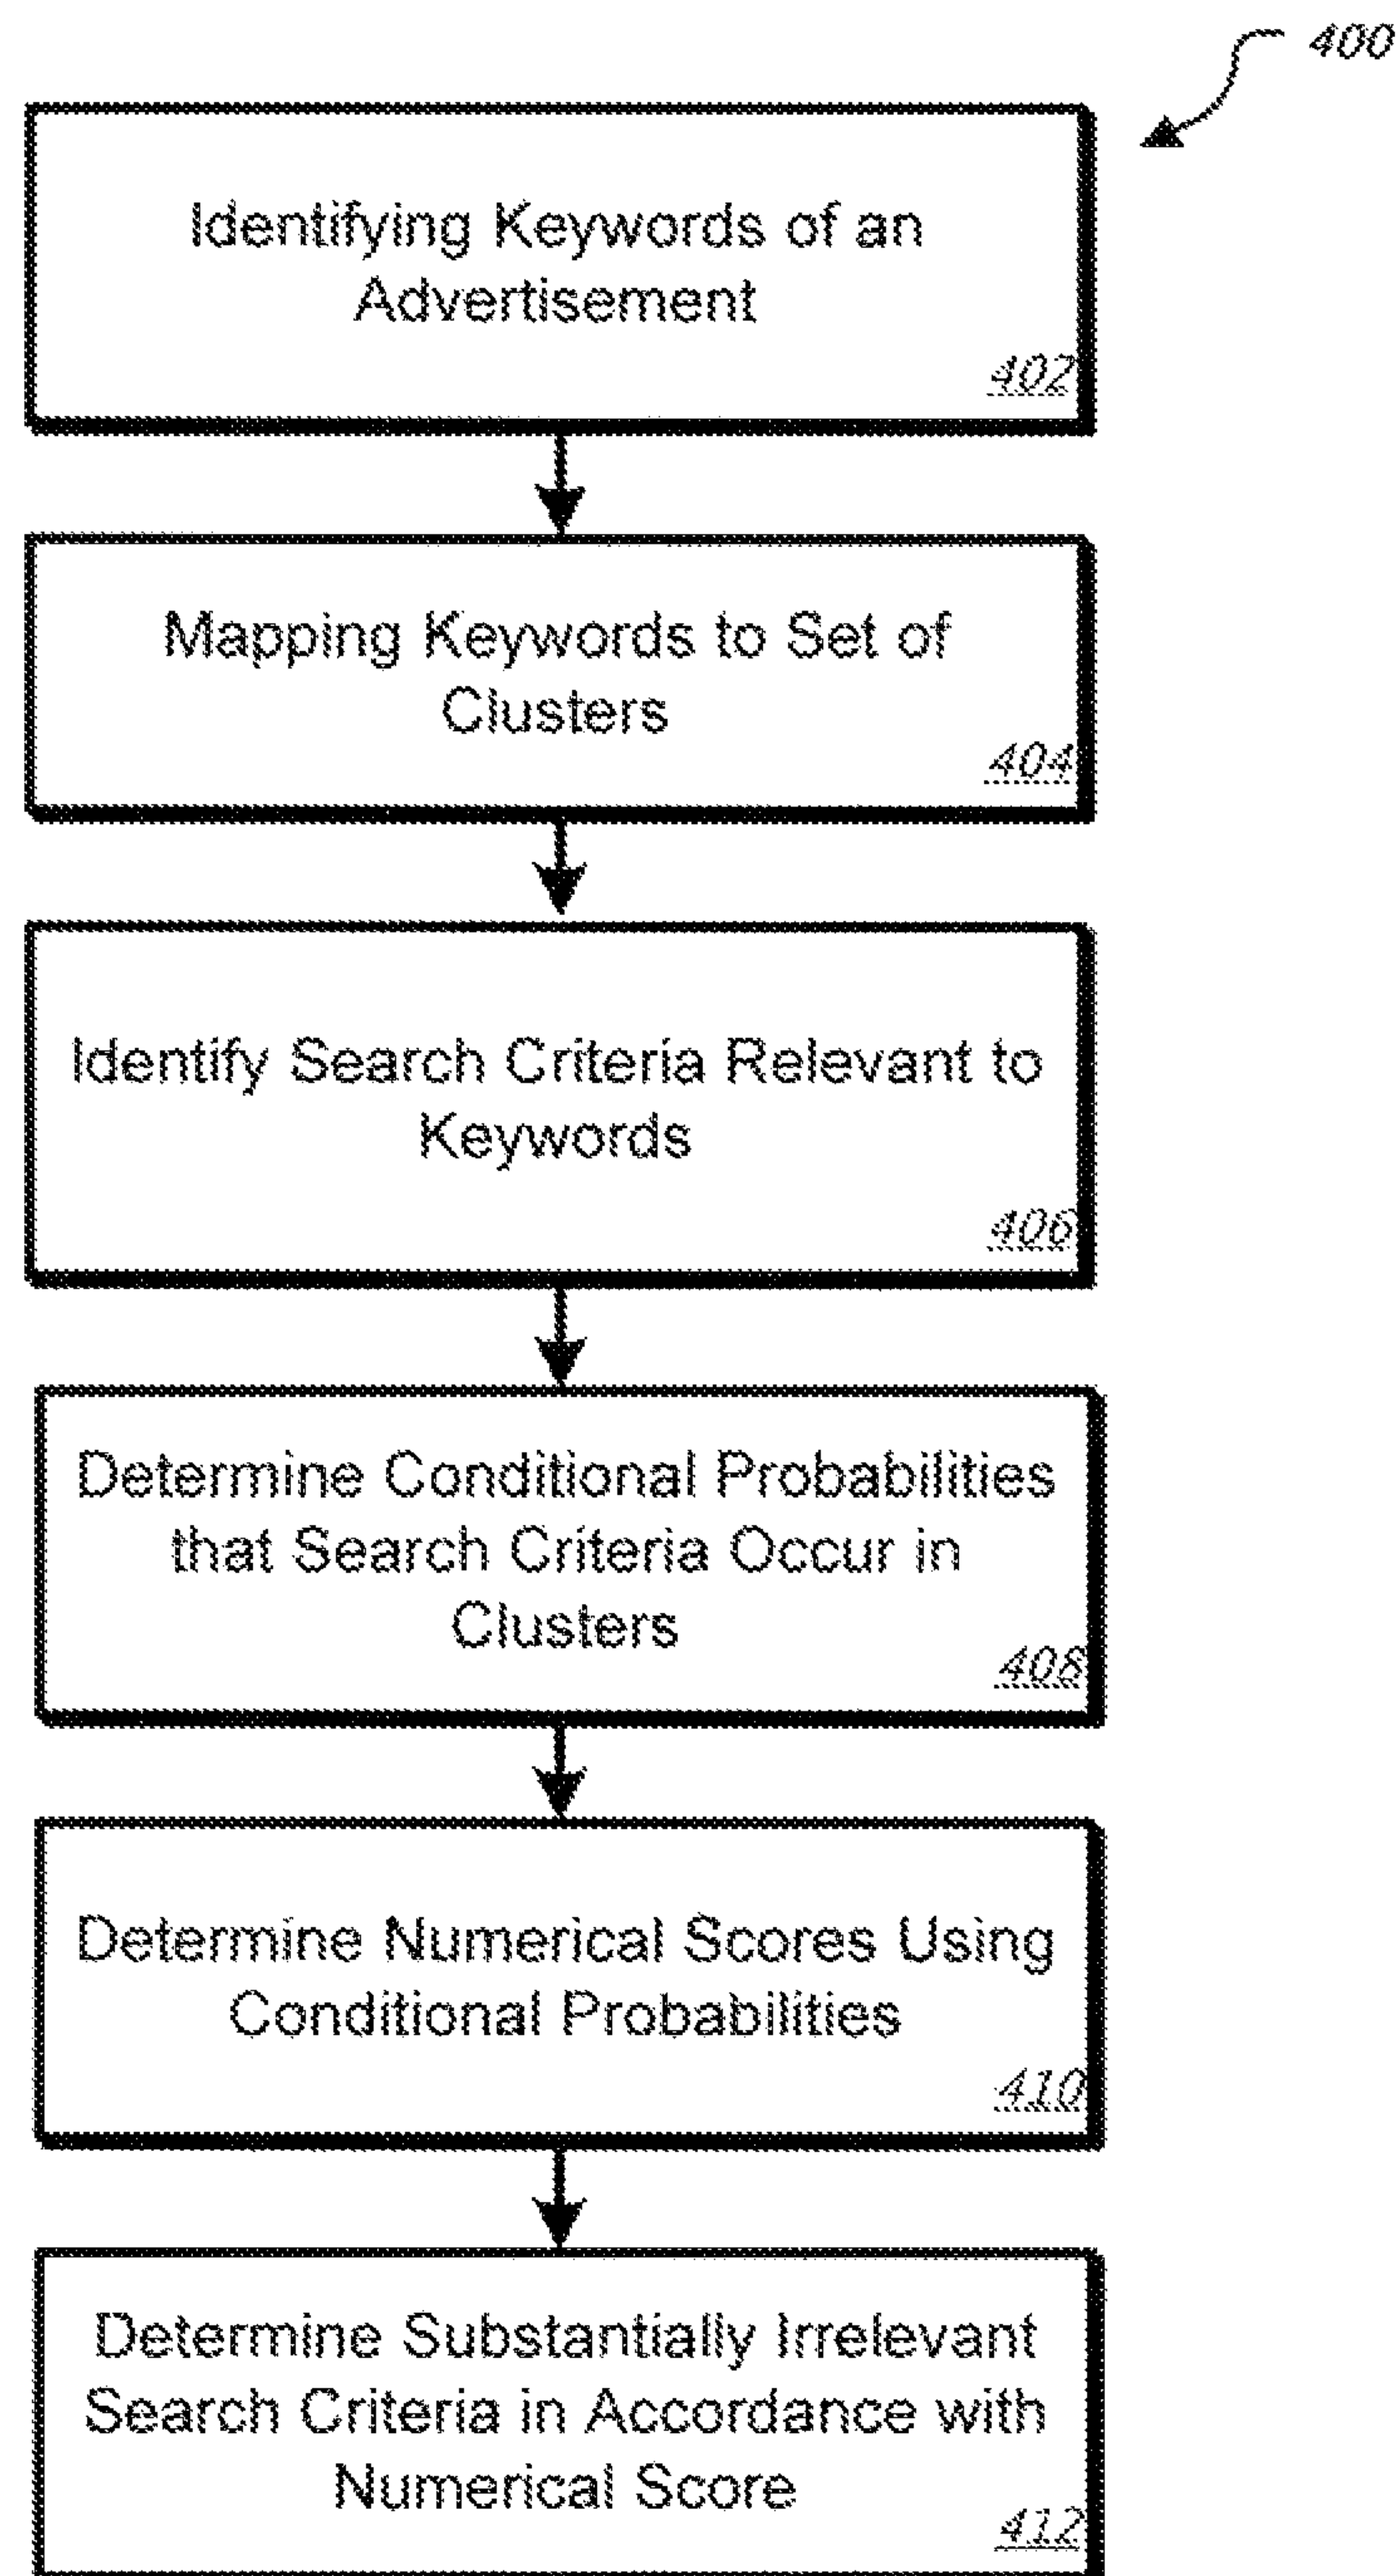 400
Identifying Keywords of an
Advertisement
402
Mapping Keywords to Set of
Clusters
404
Identify Search Criteria Relevant to
Keywords
406
Determine Conditional Probabilities
that Search Criteria Occur in
Clusters
408
Determine Numerical Scores Using
Conditional Probabilities
410
Determine Substantially Irrelevant
Search Criteria in Accordance with
Numerical Score
412